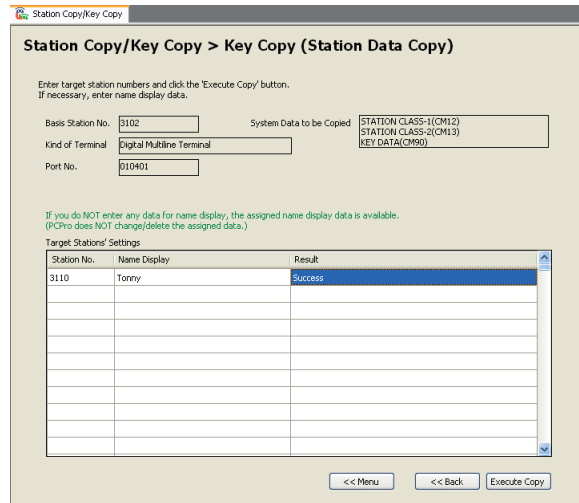 Station Copy/Key Copy
Station Copy/Key Copy > Key Copy (Station Data Copy)
Enter target station numbers and click the 'Execute Copy' button.
If necessary, enter name display data.
Basis Station No. 3102 System Data to be Copied STATION CLASS-1(CM12)
STATION CLASS-2(CM13)
Kind of Terminal Digital Multiline Terminal KEY DATA(CM90)
Port No. 010401
If you do NOT enter any data for name display, the assigned name display data is available.
(PCPro does NOT change/delete the assigned data.)
Target Stations' Settings
Station No. Name Display Result
3110 Tonny Success
<< Menu << Back Execute Copy